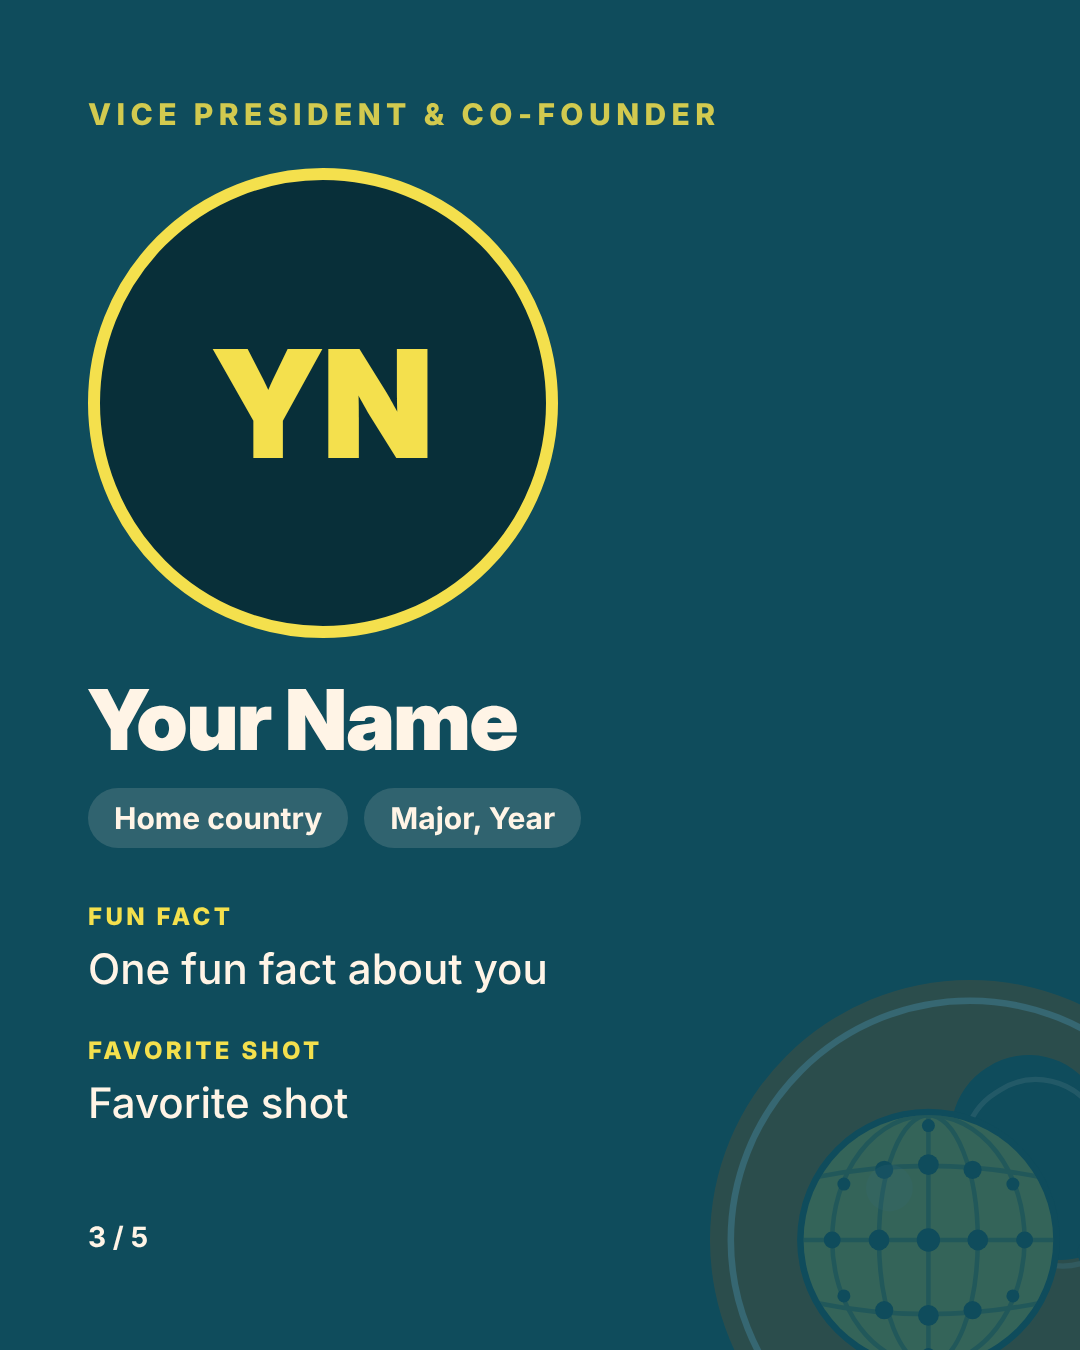 VICE PRESIDENT & CO-FOUNDER
YN
Your Name
Home country
Major, Year
FUN FACT
One fun fact about you
FAVORITE SHOT
Favorite shot
3 / 5